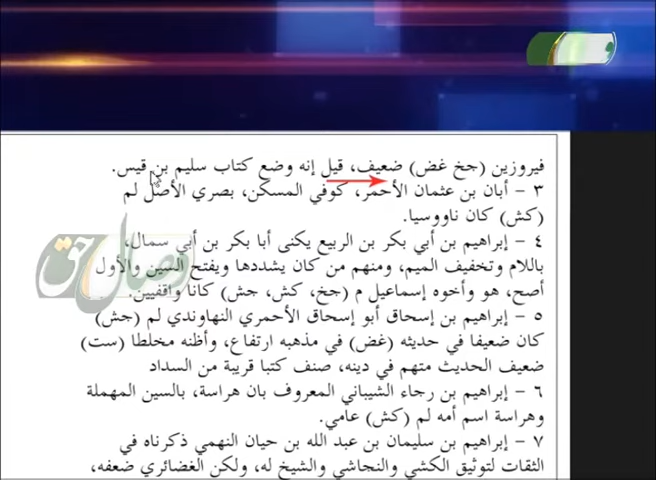 فيروزين (جخ غض) ضعيف، قيل إنه وضع كتاب سليم بن قيس.
٣ - أبان بن عثمان الأحمر، كوفي المسكن، بصري الأصل لم
(كش) كان ناووسيا.
٤ - إبراهيم بن أبي بكر بن الربيع يكنى أبا بكر بن أبي سمال،
باللام وتخفيف الميم، ومنهم من كان يشددها ويفتح السين والأول
أصح، هو وأخوه إسماعيل م (جخ، كش، جش) كانا واقفيين.
٥ - إبراهيم بن إسحاق أبو إسحاق الأحمري النهاوندي لم (جش)
كان ضعيفا في حديثه (غض) في مذهبه ارتفاع، وأظنه مخلطا (ست)
ضعيف الحديث متهم في دينه، صنف كتبا قريبة من السداد
٦ - إبراهيم بن رجاء الشيباني المعروف بان هراسة، بالسين المهملة
وهراسة اسم أمه لم (كش) عامي.
٧ - إبراهيم بن سليمان بن عبد الله بن حيان النهمي ذكرناه في
الثقات لتوثيق الكشي والنجاشي والشيخ له، ولكن الغضائري ضعفه،
وصال حق